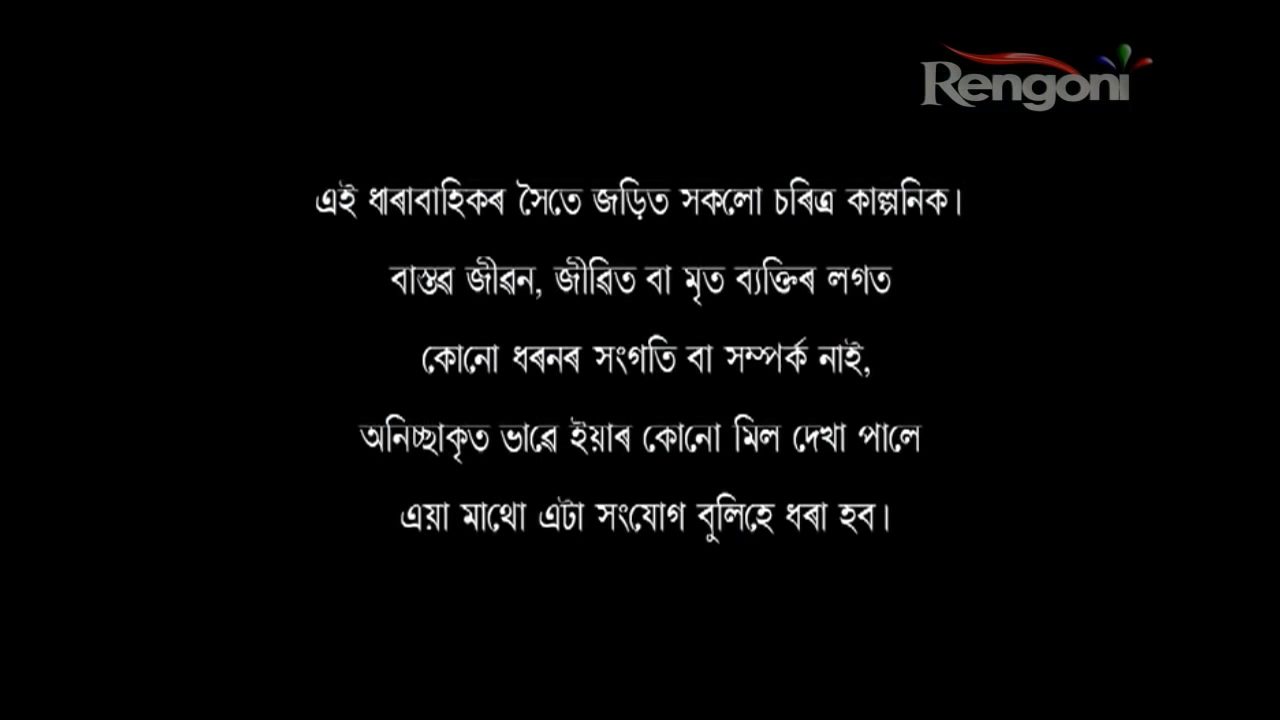 Rengoni
এই ধাৰাবাহিকৰ সৈতে জড়িত সকলো চৰিত্ৰ কাল্পনিক।
বাস্তৱ জীৱন, জীৱিত বা মৃত ব্যক্তিৰ লগত
কোনো ধৰনৰ সংগতি বা সম্পৰ্ক নাই,
অনিচ্ছাকৃত ভাৱে ইয়াৰ কোনো মিল দেখা পালে
এয়া মাথো এটা সংযোগ বুলিহে ধৰা হব।